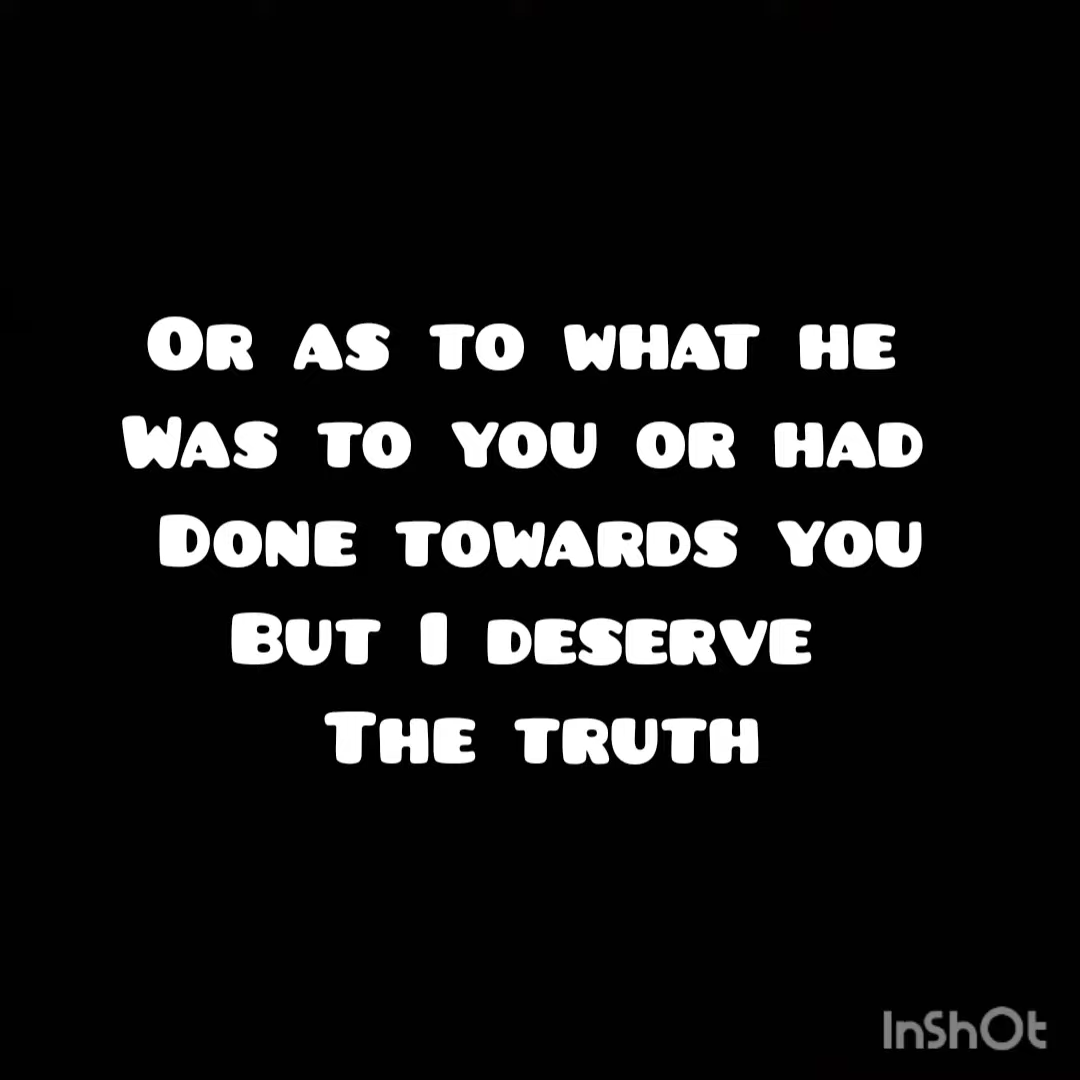 Or as to what he
Was to you or had
Done towards you
But I deserve
The truth
InShOt